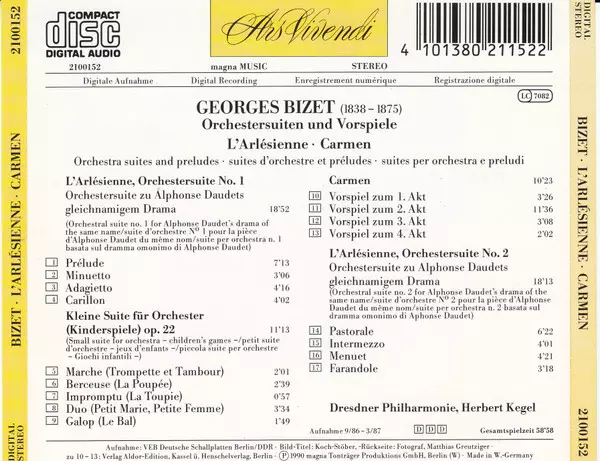 COMPACT
disc
DIGITAL AUDIO
Ars Vivendi
4 101380 211522
2100152 magna MUSIC STEREO
Digitale Aufnahme Digital Recording Enregistrement numérique Registrazione digitale
LC 7082
GEORGES BIZET (1838 – 1875)
Orchestersuiten und Vorspiele
L'Arlésienne · Carmen
Orchestra suites and preludes · suites d'orchestre et préludes · suites per orchestra e preludi
L'Arlésienne, Orchestersuite No. 1
Orchestersuite zu Alphonse Daudets
gleichnamigem Drama 18'52
(Orchestral suite no. 1 for Alphonse Daudet's drama of
the same name/suite d'orchestre N° 1 pour la pièce
d'Alphonse Daudet du même nom/suite per orchestra n. 1
basata sul dramma omonimo di Alphonse Daudet)
1 Prélude 7'13
2 Minuetto 3'06
3 Adagietto 4'16
4 Carillon 4'02
Kleine Suite für Orchester
(Kinderspiele) op. 22 11'13
(Small suite for orchestra – children's games –/petit suite
d'orchestre – jeux d'enfants –/piccola suite per orchestre
– Giochi infantili –)
5 Marche (Trompette et Tambour) 2'01
6 Berceuse (La Poupée) 2'39
7 Impromptu (La Toupie) 0'57
8 Duo (Petit Marie, Petite Femme) 3'34
9 Galop (Le Bal) 1'49
Carmen 10'23
10 Vorspiel zum 1. Akt 3'26
11 Vorspiel zum 2. Akt 11'36
12 Vorspiel zum 3. Akt 3'08
13 Vorspiel zum 4. Akt 2'02
L'Arlésienne, Orchestersuite No. 2
Orchestersuite zu Alphonse Daudets
gleichnamigem Drama 18'13
(Orchestral suite no. 2 for Alphonse Daudet's drama of the
same name/suite d'orchestre N° 2 pour la pièce d'Alphonse
Daudet du même nom/suite per orchestra n. 2 basata sul
dramma omonimo di Aphonse Daudet)
14 Pastorale 6'22
15 Intermezzo 4'01
16 Menuet 4'21
17 Farandole 3'18
Dresdner Philharmonie, Herbert Kegel
Aufnahme 9/86 – 3/87 D D D Gesamtspielzeit 58'58
Aufnahme: VEB Deutsche Schallplatten Berlin/DDR · Bild-Titel: Koch-Stöber, ·Rückseite: Fotograf, Matthias Greutziger ·
zu 10 – 13: Verlag Aldor-Edition, Kassel ü. Henschelverlag, Berlin · Ⓟ 1990 magna Tonträger Produktions GmbH, Berlin (W) · Made in W.-Germany
DIGITAL
STEREO
BIZET · L'ARLÉSIENNE · CARMEN
2100152
DIGITAL
STEREO
BIZET · L'ARLÉSIENNE · CARMEN
2100152